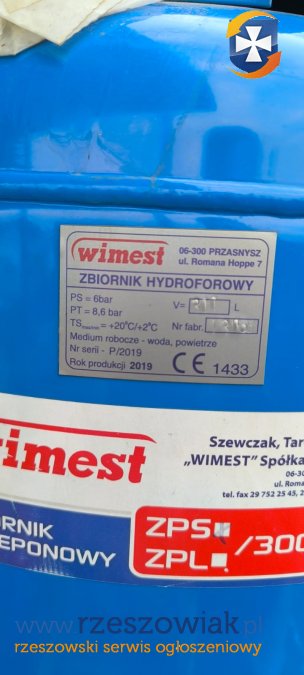 wimest
06-300 PRZASNYSZ
ul. Romana Hoppe 7
ZBIORNIK HYDROFOROWY
PS = 6bar
V= L
PT = 8,6 bar
TSmax/min = +20°C/+2°C
Nr fabr.
Medium robocze - woda, powietrze
Nr serii - P/2019
Rok produkcji 2019
CE 1433
wimest
Szewczak, Tar
„WIMEST" Spółka
06-30
ul. Roma
tel. fax 29 752 25 45, 2
ORNIK
EPONOWY
ZPS
ZPL /300
www.rzeszowiak.pl
rzeszowski serwis ogłoszeniowy